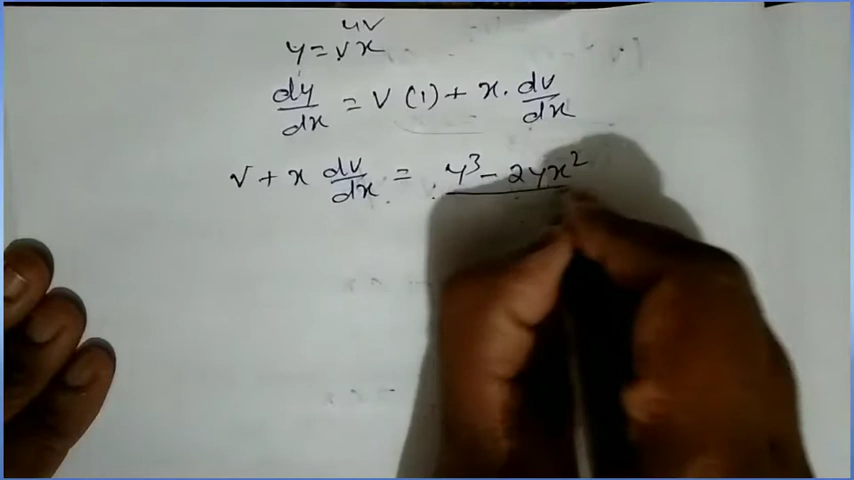 uv
y = vx
dy/dx = v (1) + x. dv/dx
v + x dv/dx = y³ - 2yx²